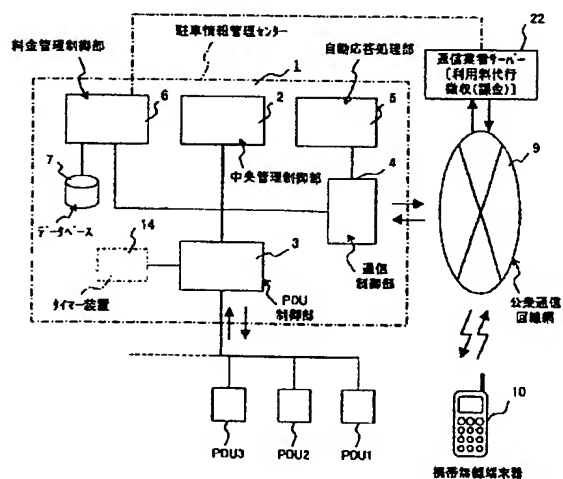 料金管理制御部
駐車情報管理センター
自動応答処理部
22
通信業者サーバー
[利用料代行
徴収(課金)]
1
6
2
5
7
中央管理制御部
4
9
データベース
14
3
通信
制御部
タイマー装置
PDU
制御部
公衆通信
回線網
10
PDU3
PDU2
PDU1
携帯無線端末器